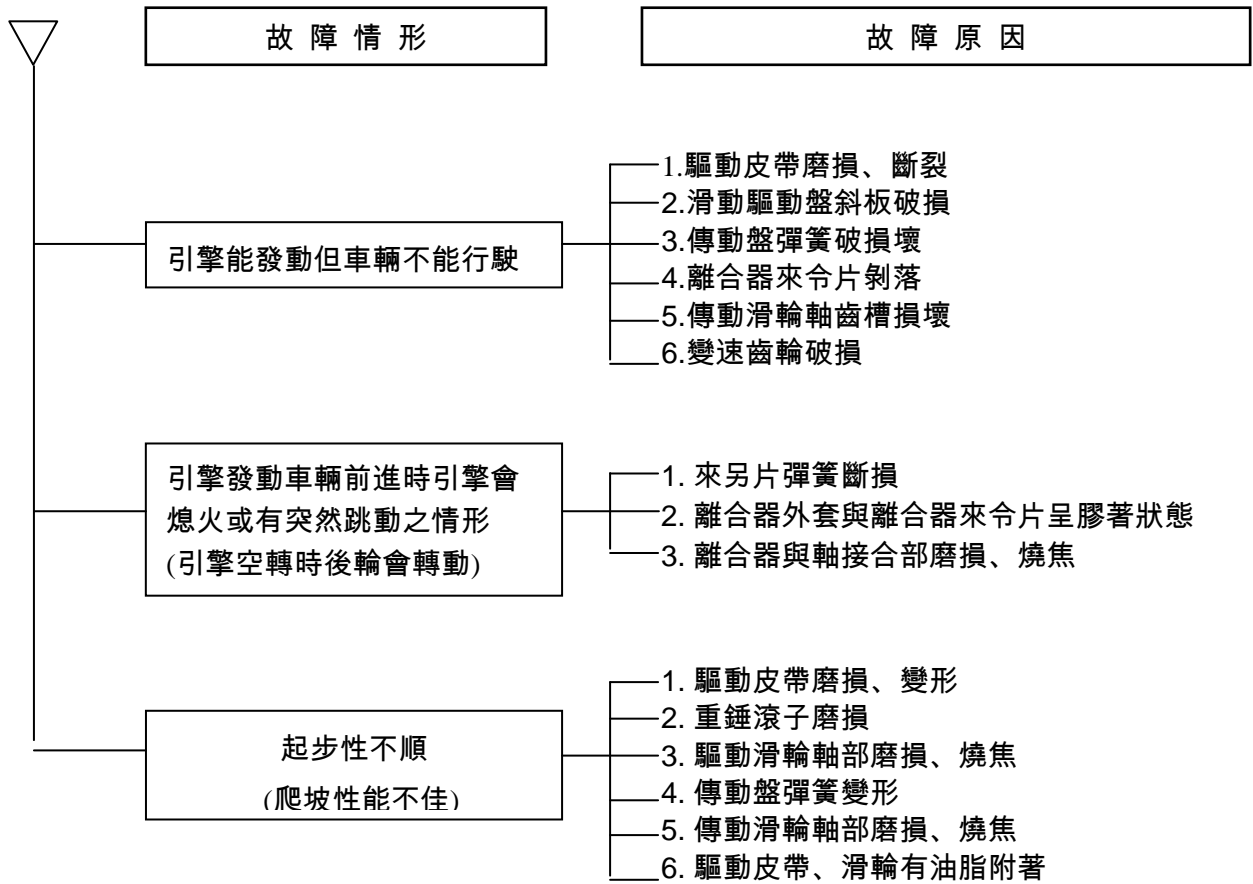 故 障 情 形
故 障 原 因
引擎能發動但車輛不能行駛
1.驅動皮帶磨損、斷裂
2.滑動驅動盤斜板破損
3.傳動盤彈簧破損壞
4.離合器來令片剝落
5.傳動滑輪軸齒槽損壞
6.變速齒輪破損
引擎發動車輛前進時引擎會
熄火或有突然跳動之情形
(引擎空轉時後輪會轉動)
1. 來另片彈簧斷損
2. 離合器外套與離合器來令片呈膠著狀態
3. 離合器與軸接合部磨損、燒焦
起步性不順
(爬坡性能不佳)
1. 驅動皮帶磨損、變形
2. 重錘滾子磨損
3. 驅動滑輪軸部磨損、燒焦
4. 傳動盤彈簧變形
5. 傳動滑輪軸部磨損、燒焦
6. 驅動皮帶、滑輪有油脂附著